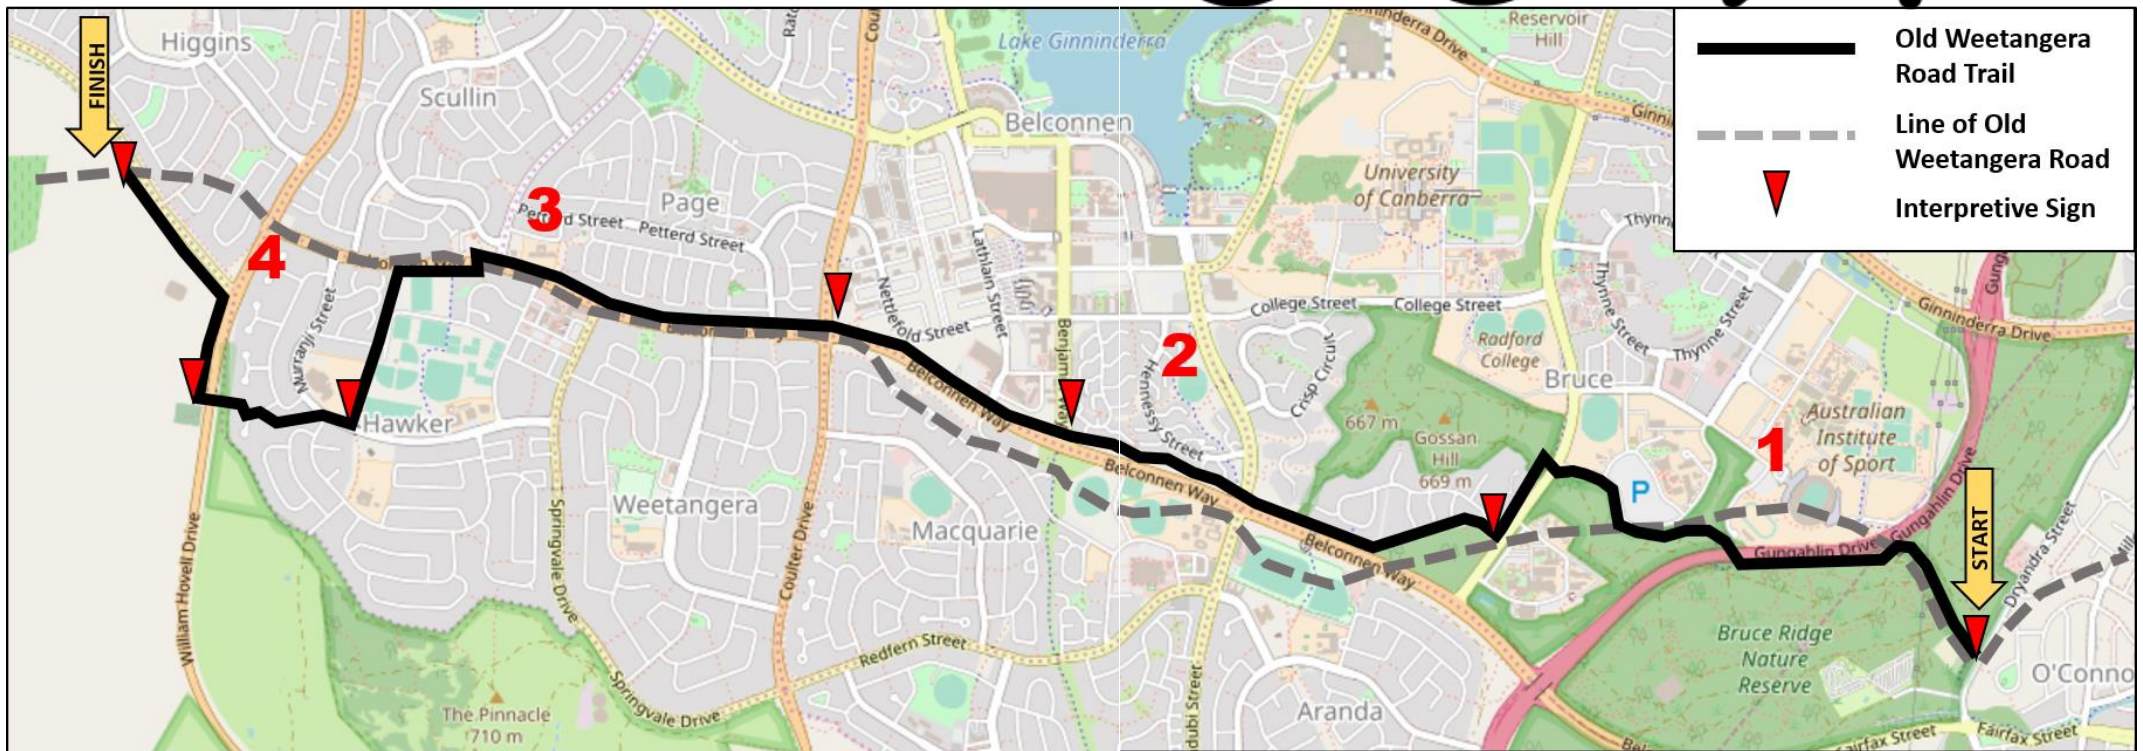 Higgins
FINISH
Scullin
Lake Ginninderra
Ginninderra Drive
Reservoir
Hill
Old Weetangera
Road Trail
Line of Old
Weetangera Road
Interpretive Sign
Belconnen
University
of Canberra
3
Page
Petterd Street
Petterd Street
4
Lathlain Street
Nettlefold Street
Murranji Street
College Street
College Street
Thynne Street
Thynne Street
Ginninderra Drive
2
Hennessy Street
Crisp Circuit
Radford
College
Bruce
667 m
Gossan
Hill
669 m
Australian
Institute
of Sport
1
P
Hawker
Belconnen Way
Belconnen Way
Belconnen Way
Weetangera
Macquarie
Gungahlin Drive
Gungahlin Drive
START
Dryandra Street
William Hovell Drive
Springvale Drive
Coulter Drive
Redfern Street
Springvale Drive
The Pinnacle
710 m
Aranda
Bruce Ridge
Nature
Reserve
O'Conno
Fairfax Street
Fairfax Street